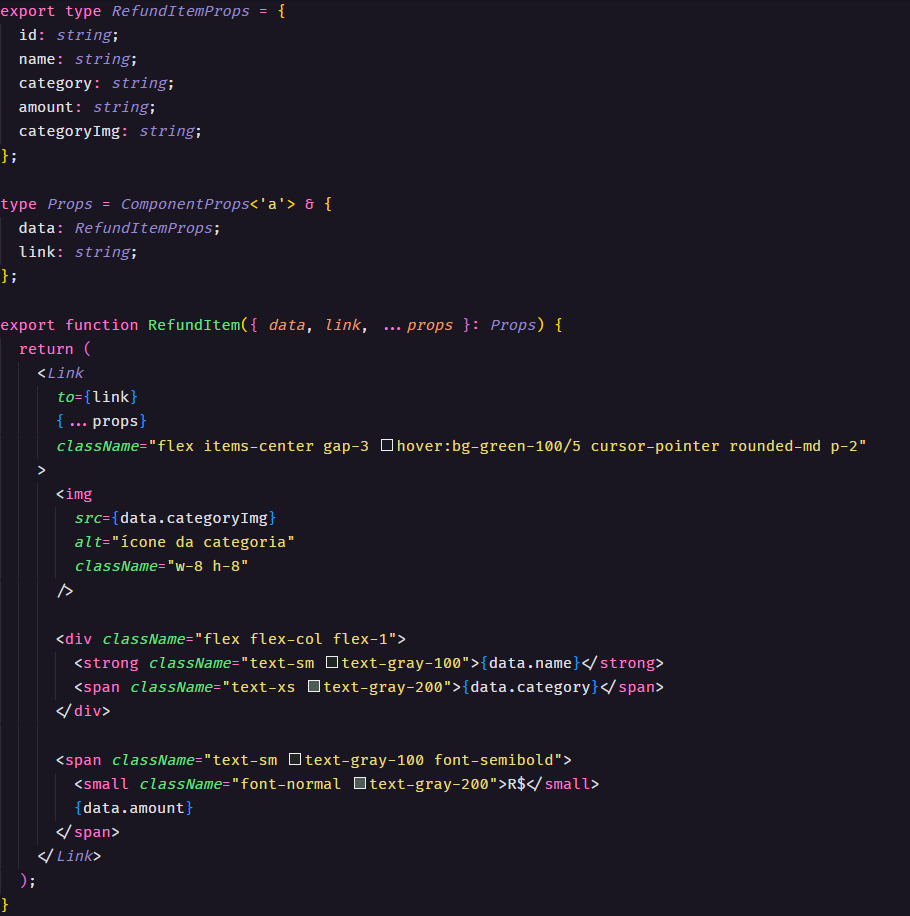 export type RefundItemProps = {
  id: string;
  name: string;
  category: string;
  amount: string;
  categoryImg: string;
};

type Props = ComponentProps<'a'> & {
  data: RefundItemProps;
  link: string;
};

export function RefundItem({ data, link, ...props }: Props) {
  return (
    <Link
      to={link}
      {...props}
      className="flex items-center gap-3 hover:bg-green-100/5 cursor-pointer rounded-md p-2"
    >
      <img
        src={data.categoryImg}
        alt="ícone da categoria"
        className="w-8 h-8"
      />

      <div className="flex flex-col flex-1">
        <strong className="text-sm text-gray-100">{data.name}</strong>
        <span className="text-xs text-gray-200">{data.category}</span>
      </div>

      <span className="text-sm text-gray-100 font-semibold">
        <small className="font-normal text-gray-200">R$</small>
        {data.amount}
      </span>
    </Link>
  );
}